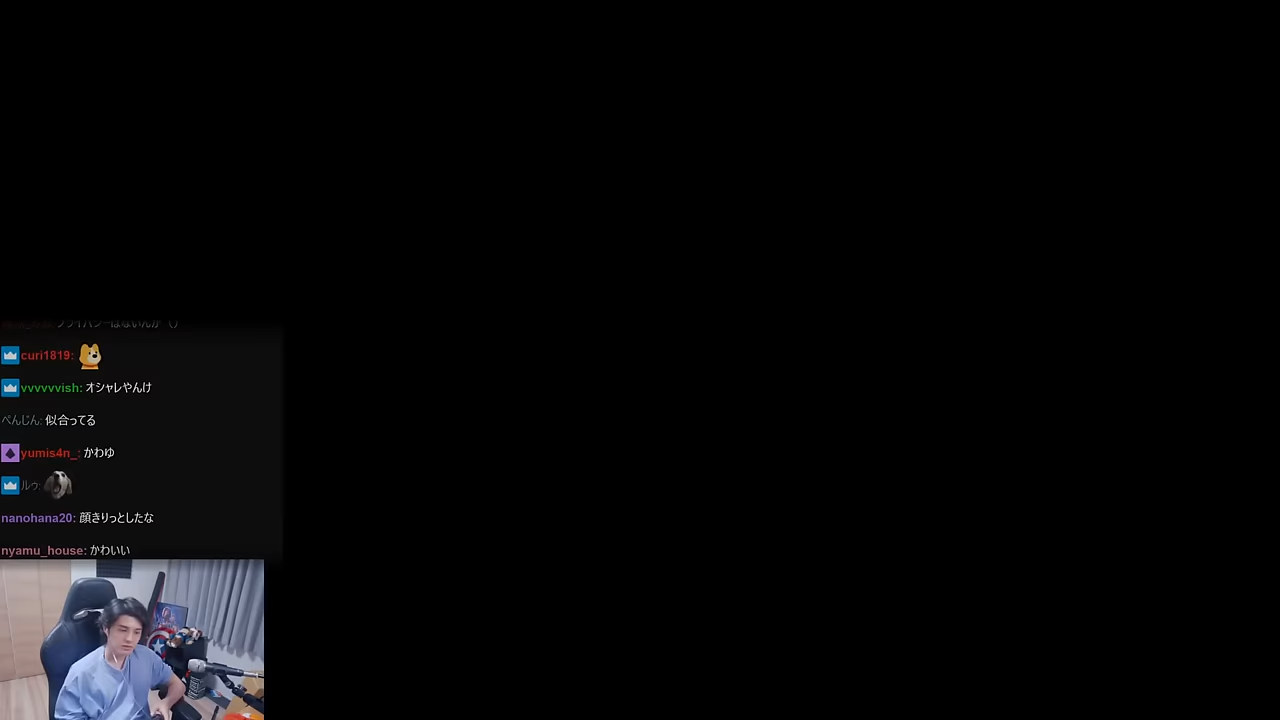 curi1819:
vvvvvvish: オシャレやんけ
ぺんじん: 似合ってる
yumis4n_: かわゆ
ルゥ:
nanohana20: 顔きりっとしたな
nyamu_house: かわいい